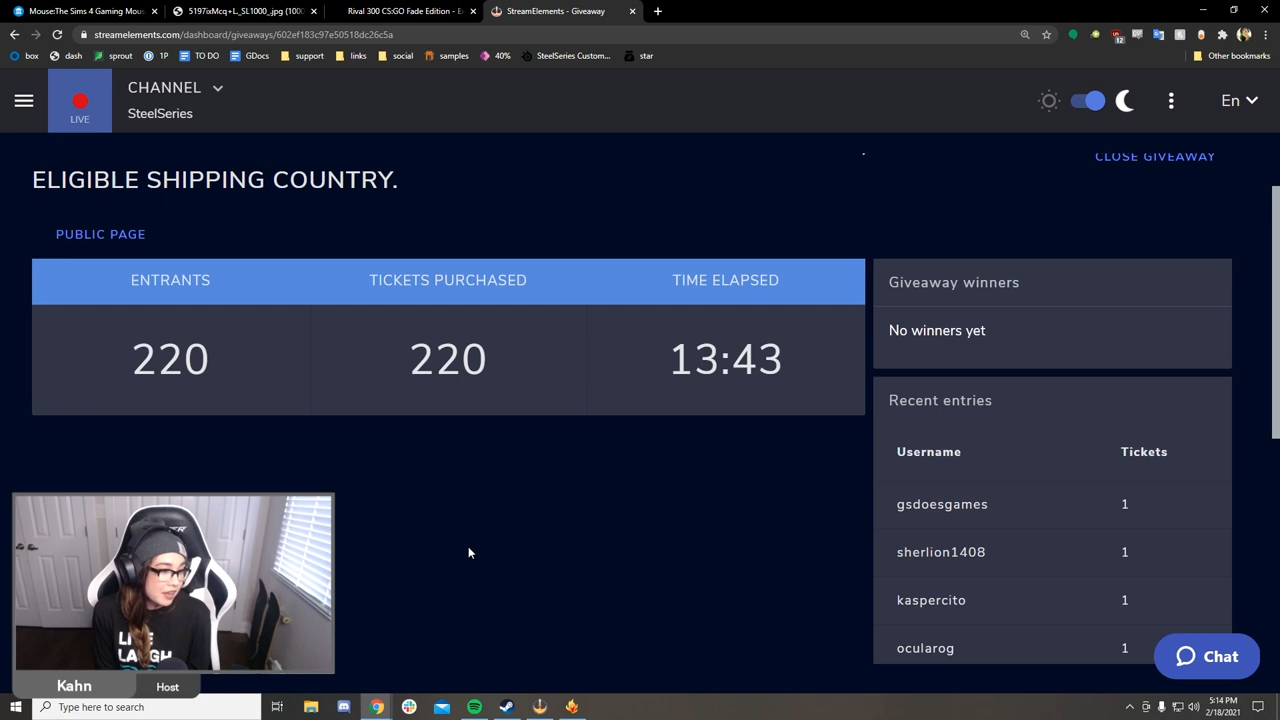 Mouse:The Sims 4 Gaming Mous
5197ixMcq+L_SL1000_.jpg (1000
Rival 300 CS:GO Fade Edition - E
StreamElements - Giveaway
streamelements.com/dashboard/giveaways/602ef183c97e50518dc26c5a
box
dash
sprout
1P
TO DO
GDocs
support
links
social
samples
40%
SteelSeries Custom...
star
Other bookmarks
LIVE
CHANNEL
SteelSeries
En
CLOSE GIVEAWAY
ELIGIBLE SHIPPING COUNTRY.
PUBLIC PAGE
ENTRANTS TICKETS PURCHASED TIME ELAPSED
220 220 13:43
Giveaway winners
No winners yet
Recent entries
Username Tickets
gsdoesgames 1
sherlion1408 1
kaspercito 1
ocularog 1
Chat
LIVE
LAUGH
Kahn Host
Type here to search
5:14 PM
2/18/2021